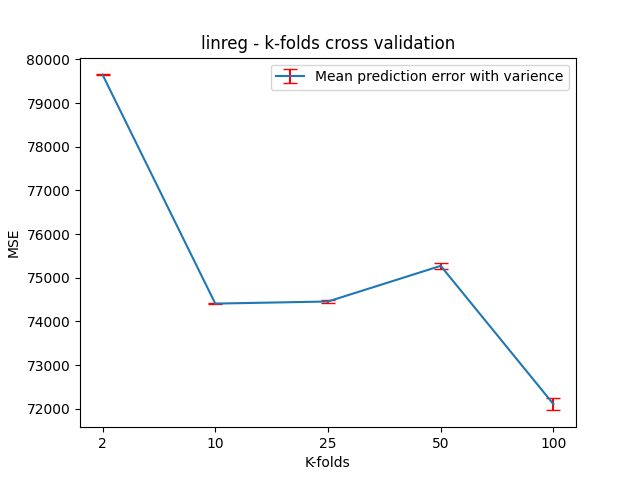 linreg - k-folds cross validation
Mean prediction error with varience
80000
79000
78000
77000
76000
75000
74000
73000
72000
MSE
2 10 25 50 100
K-folds